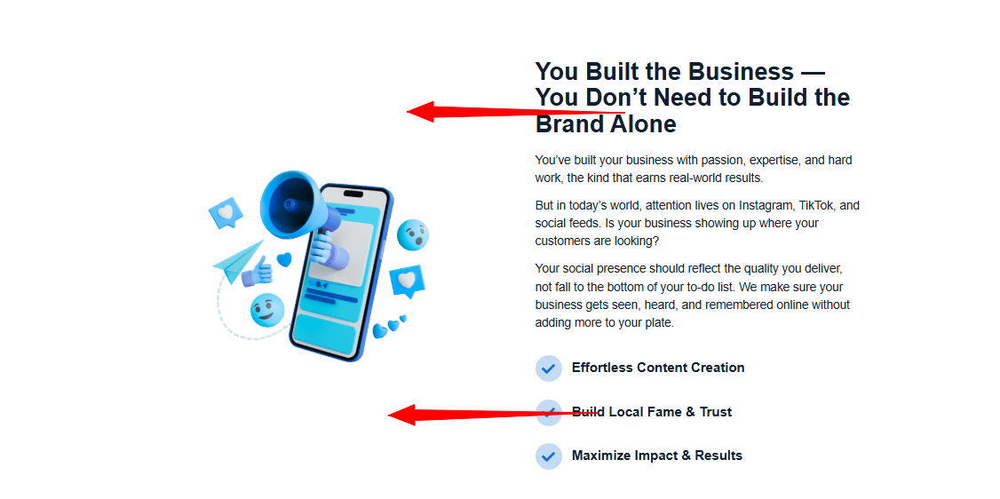 You Built the Business —
You Don’t Need to Build the
Brand Alone
You’ve built your business with passion, expertise, and hard
work, the kind that earns real-world results.
But in today’s world, attention lives on Instagram, TikTok, and
social feeds. Is your business showing up where your
customers are looking?
Your social presence should reflect the quality you deliver,
not fall to the bottom of your to-do list. We make sure your
business gets seen, heard, and remembered online without
adding more to your plate.
Effortless Content Creation
Build Local Fame & Trust
Maximize Impact & Results